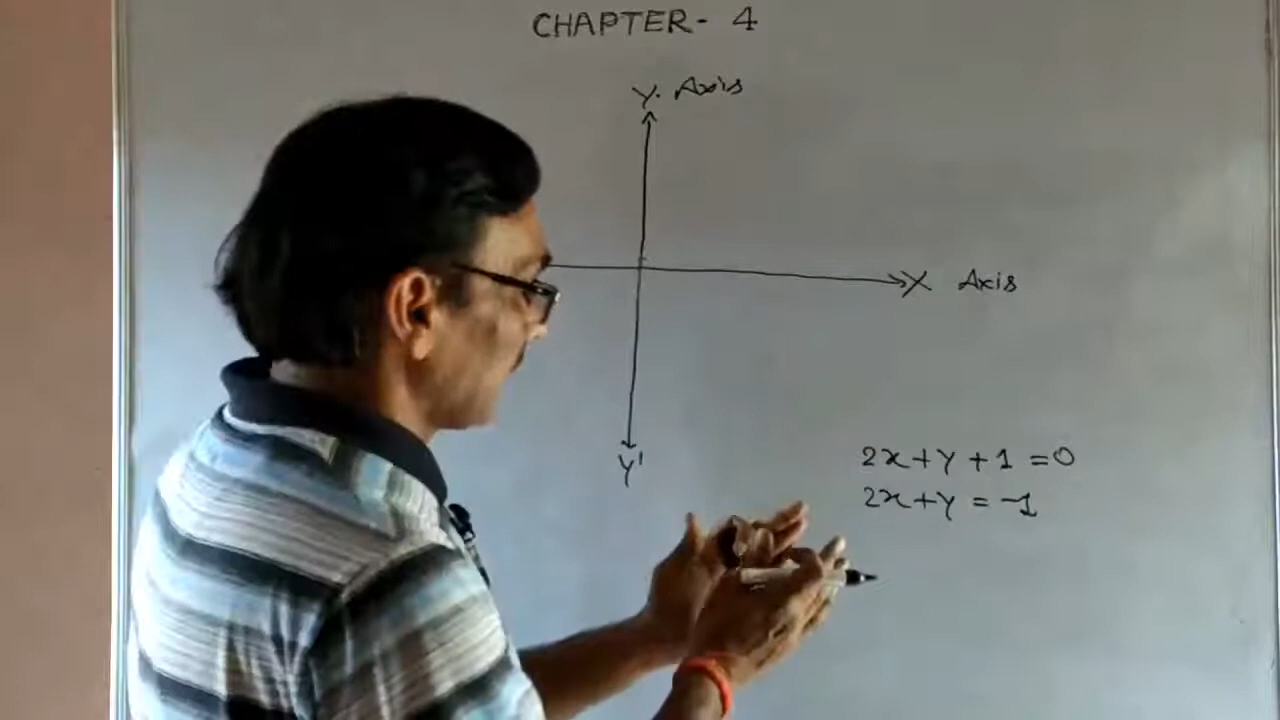 CHAPTER- 4
Y. Axis
X Axis
Y'
2x+y+1=0
2x+y=-1